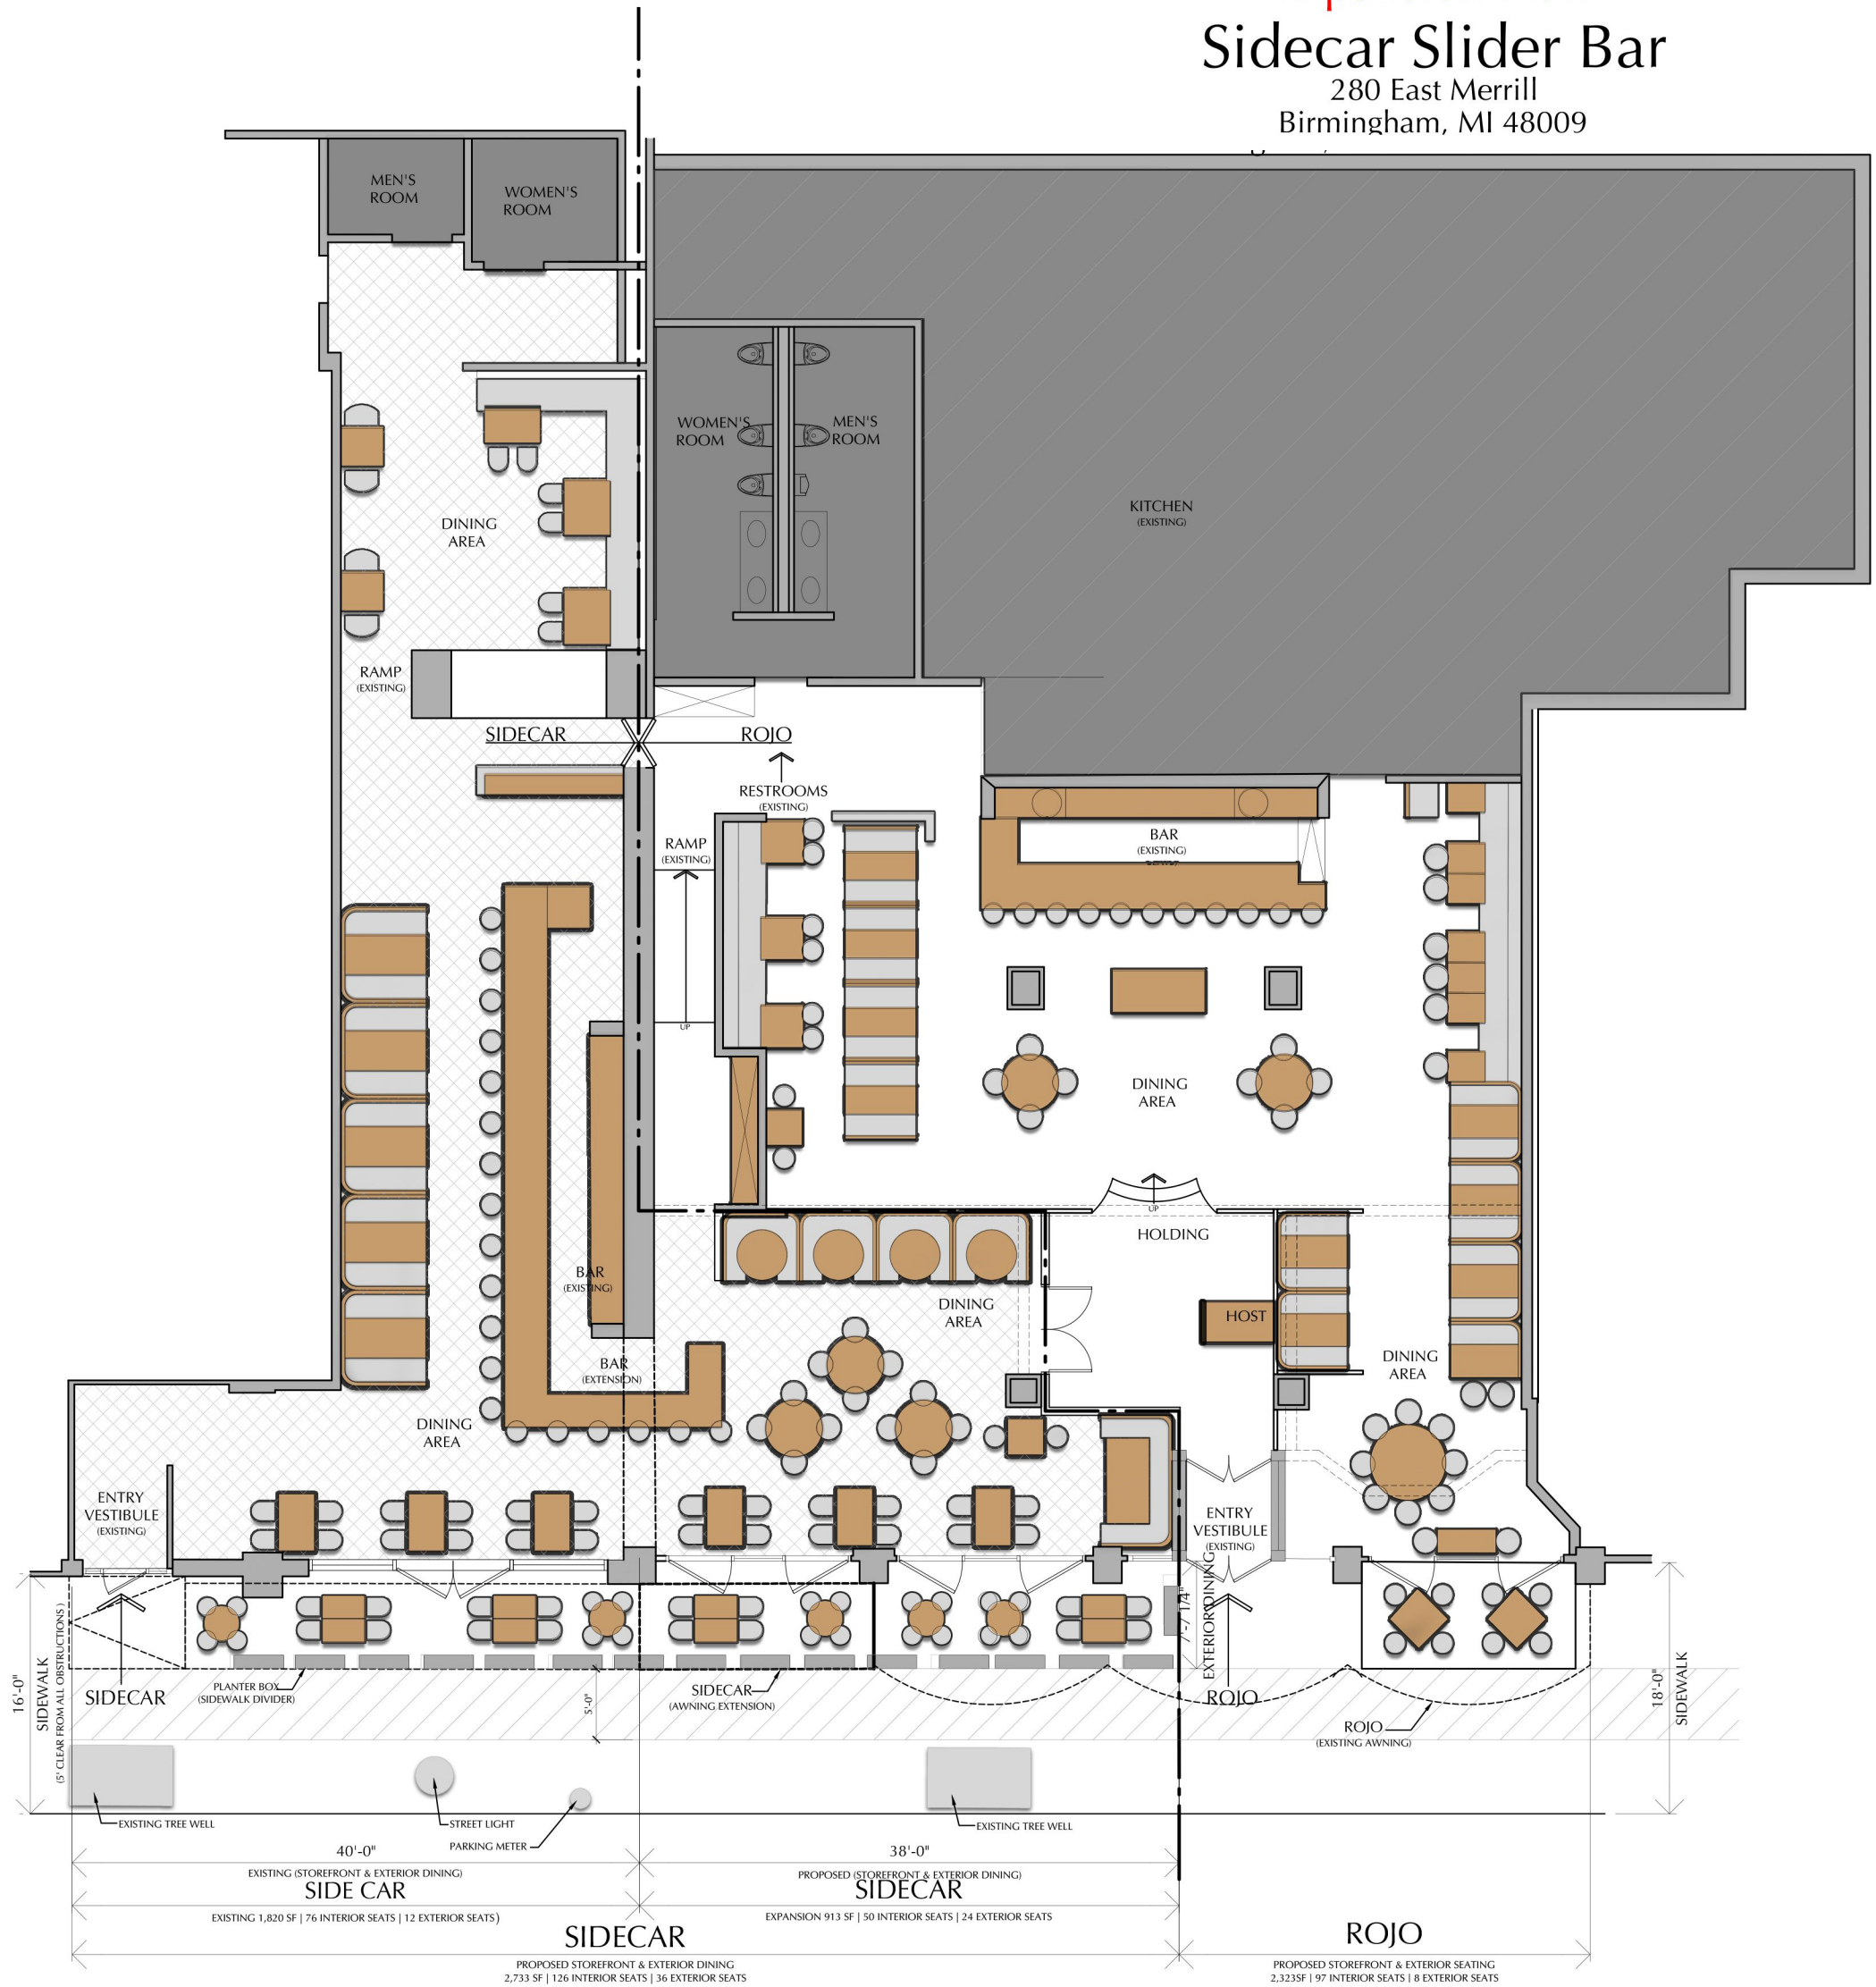 Sidecar Slider Bar
280 East Merrill
Birmingham, MI 48009
MEN'S
ROOM
WOMEN'S
ROOM
WOMEN'S
ROOM
MEN'S
ROOM
KITCHEN
(EXISTING)
DINING
AREA
RAMP
(EXISTING)
SIDECAR
ROJO
RESTROOMS
(EXISTING)
RAMP
(EXISTING)
UP
BAR
(EXISTING)
DINING
AREA
UP
HOLDING
BAR
(EXISTING)
DINING
AREA
HOST
BAR
(EXTENSION)
DINING
AREA
DINING
AREA
ENTRY
VESTIBULE
(EXISTING)
ENTRY
VESTIBULE
(EXISTING)
7'-7 1/4"
EXTERIOR DINING
16'-0"
SIDEWALK
(5' CLEAR FROM ALL OBSTRUCTIONS )
SIDECAR
PLANTER BOX
(SIDEWALK DIVIDER)
5'-0"
SIDECAR
(AWNING EXTENSION)
ROJO
ROJO
(EXISTING AWNING)
18'-0"
SIDEWALK
EXISTING TREE WELL
STREET LIGHT
PARKING METER
EXISTING TREE WELL
40'-0"
EXISTING (STOREFRONT & EXTERIOR DINING)
SIDE CAR
EXISTING 1,820 SF | 76 INTERIOR SEATS | 12 EXTERIOR SEATS)
38'-0"
PROPOSED (STOREFRONT & EXTERIOR DINING)
SIDECAR
EXPANSION 913 SF | 50 INTERIOR SEATS | 24 EXTERIOR SEATS
SIDECAR
PROPOSED STOREFRONT & EXTERIOR DINING
2,733 SF | 126 INTERIOR SEATS | 36 EXTERIOR SEATS
ROJO
PROPOSED STOREFRONT & EXTERIOR SEATING
2,323SF | 97 INTERIOR SEATS | 8 EXTERIOR SEATS